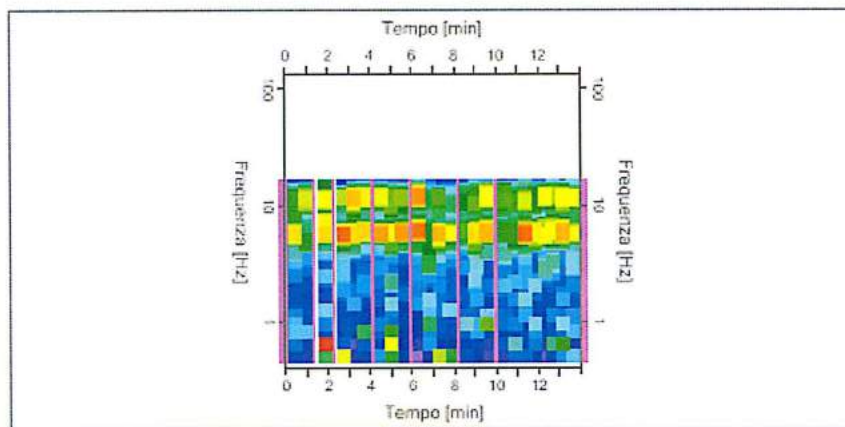 Tempo [min]
0 2 4 6 8 10 12
100 100
Frequenza [Hz] Frequenza [Hz]
10 10
1 1
0 2 4 6 8 10 12
Tempo [min]